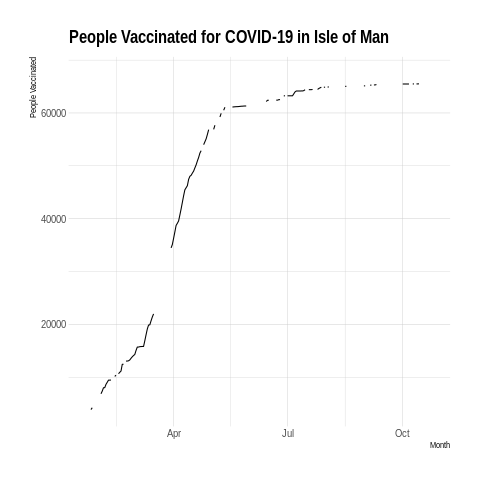 People Vaccinated for COVID-19 in Isle of Man
People Vaccinated
60000
40000
20000
Apr
Jul
Oct
Month